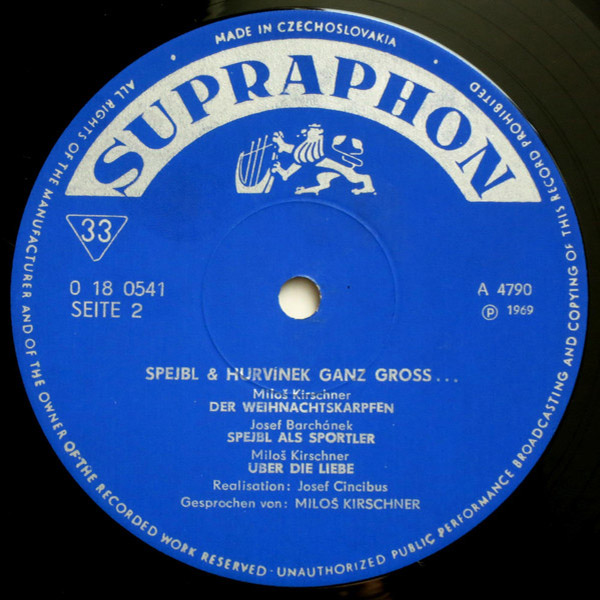 MADE IN CZECHOSLOVAKIA
SUPRAPHON
33
0 18 0541
SEITE 2
A 4790
Ⓟ 1969
SPEJBL & HURVÍNEK GANZ GROSS...
Miloš Kirschner
DER WEIHNACHTSKARPFEN
Josef Barchánek
SPEJBL ALS SPORTLER
Miloš Kirschner
ÜBER DIE LIEBE
Realisation: Josef Cincibus
Gesprochen von: MILOŠ KIRSCHNER
ALL RIGHTS OF THE MANUFACTURER AND OF THE OWNER OF THE RECORDED WORK RESERVED · UNAUTHORIZED PUBLIC PERFORMANCE BROADCASTING AND COPYING OF THIS RECORD PROHIBITED